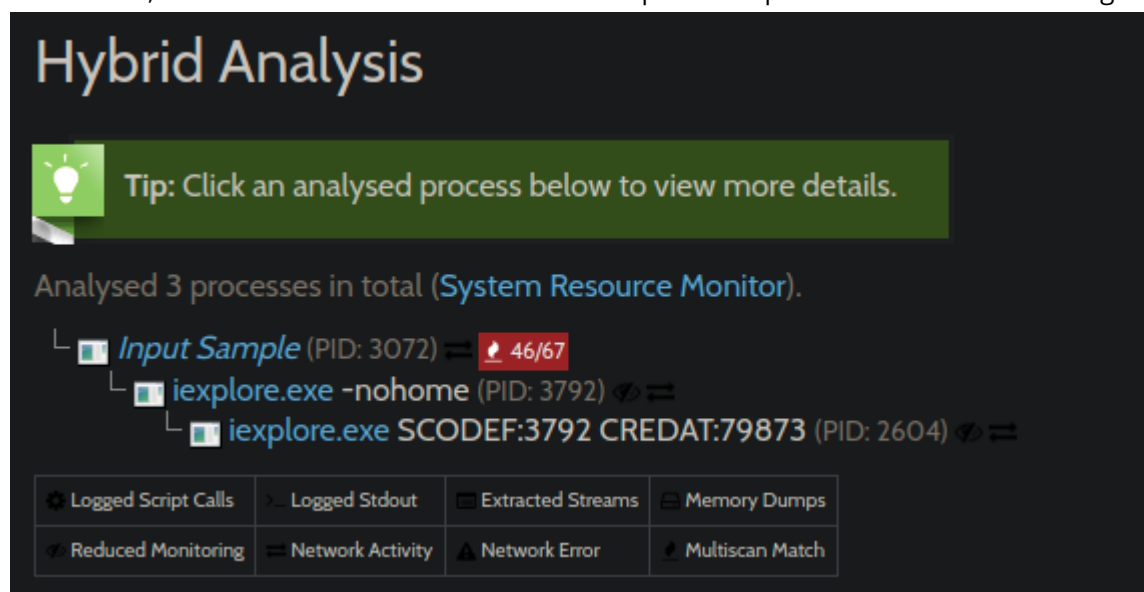 Hybrid Analysis
Tip: Click an analysed process below to view more details.
Analysed 3 processes in total (System Resource Monitor).
Input Sample (PID: 3072) 46/67
iexplore.exe -nohome (PID: 3792)
iexplore.exe SCODEF:3792 CREDAT:79873 (PID: 2604)
Logged Script Calls >_ Logged Stdout Extracted Streams Memory Dumps
Reduced Monitoring Network Activity Network Error Multiscan Match